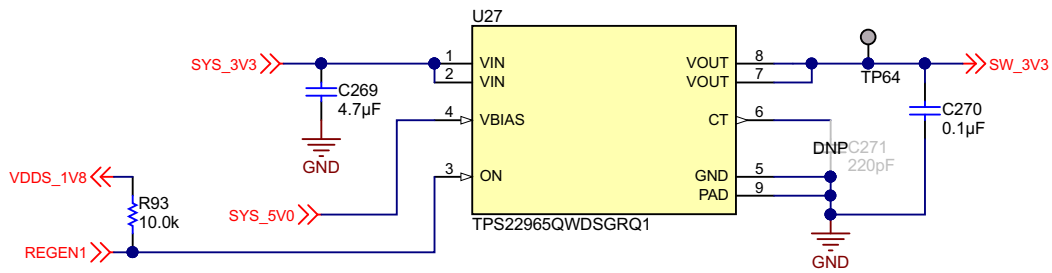 U27
SYS_3V3
1
VIN
VOUT
8
2
VIN
VOUT
7
TP64
SW_3V3
C269
4.7µF
GND
4
VBIAS
CT
6
C270
0.1µF
DNP
C271
220pF
VDDS_1V8
3
ON
GND
5
PAD
9
R93
10.0k
SYS_5V0
TPS22965QWDSGRQ1
REGEN1
GND